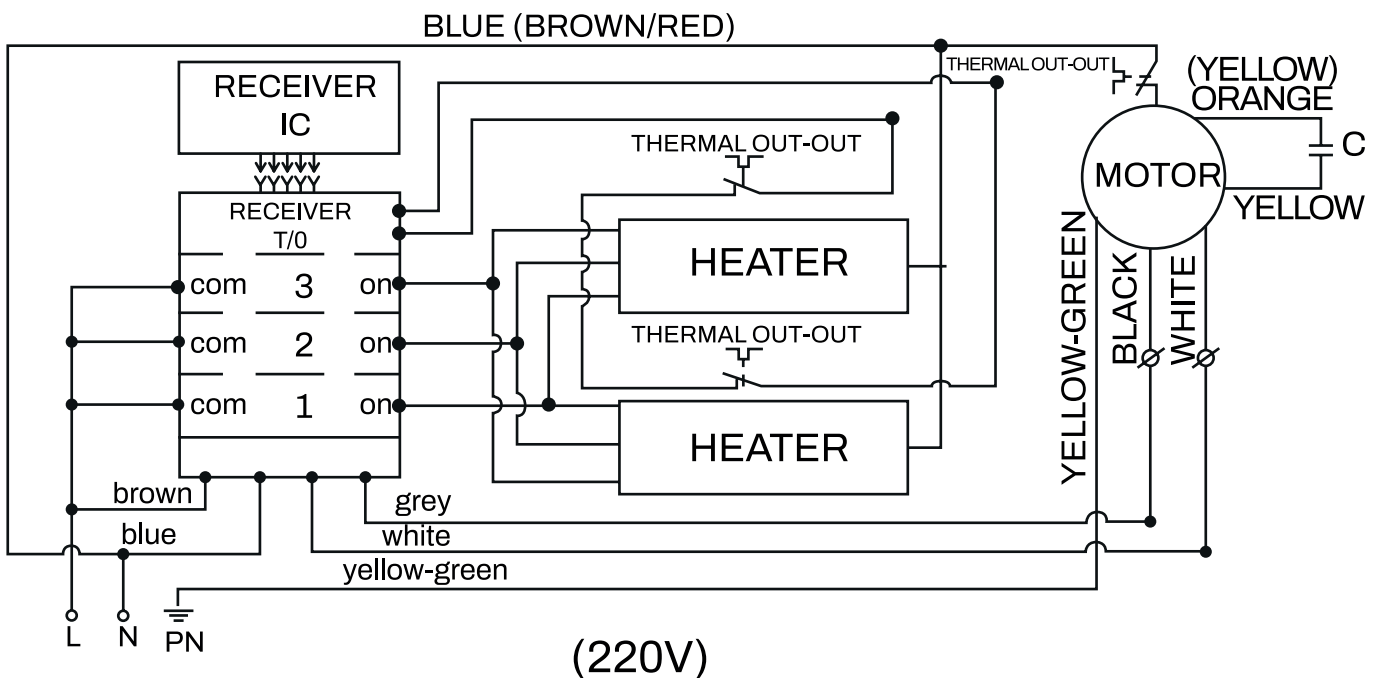 BLUE (BROWN/RED)
THERMAL OUT-OUT
(YELLOW)
ORANGE
C
MOTOR
YELLOW
RECEIVER
IC
THERMAL OUT-OUT
RECEIVER
T/0
HEATER
com 3 on
com 2 on
THERMAL OUT-OUT
com 1 on
HEATER
YELLOW-GREEN
BLACK
WHITE
brown
grey
blue
white
yellow-green
L N PN
(220V)